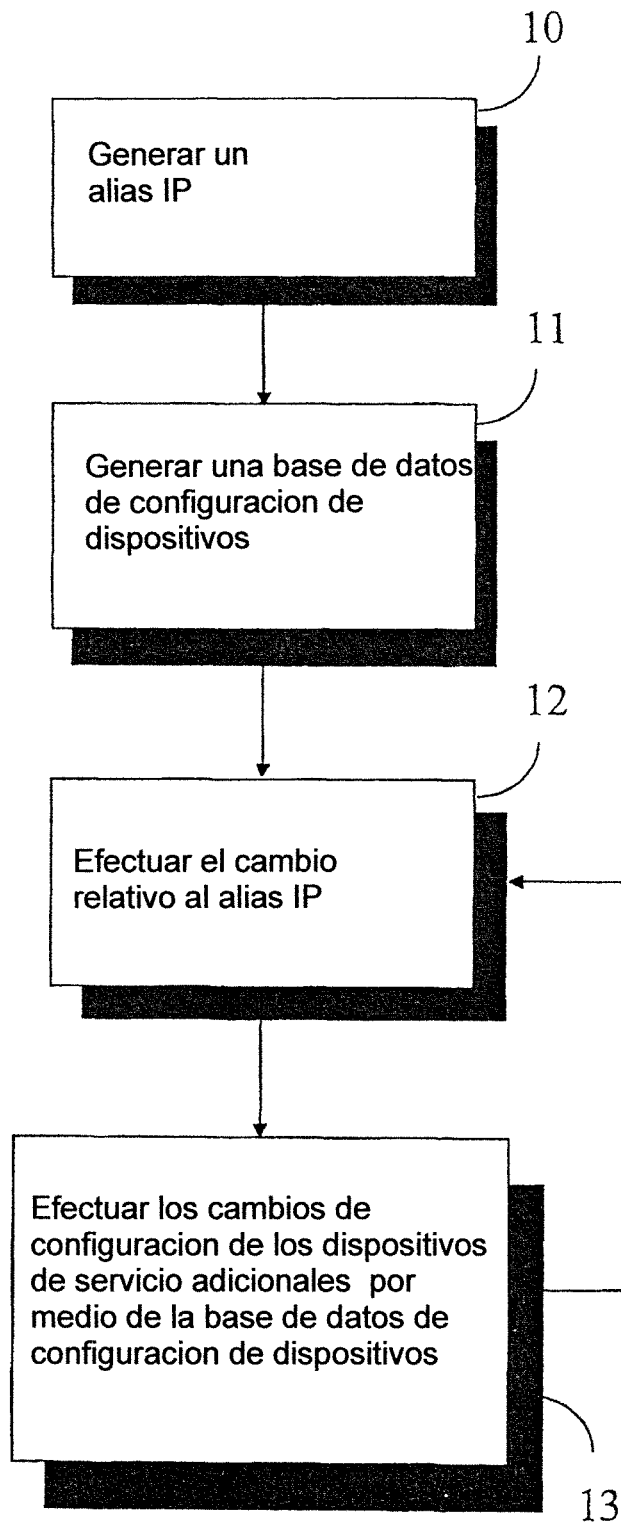 10
Generar un
alias IP
11
Generar una base de datos
de configuracion de
dispositivos
12
Efectuar el cambio
relativo al alias IP
Efectuar los cambios de
configuracion de los dispositivos
de servicio adicionales por
medio de la base de datos de
configuracion de dispositivos
13